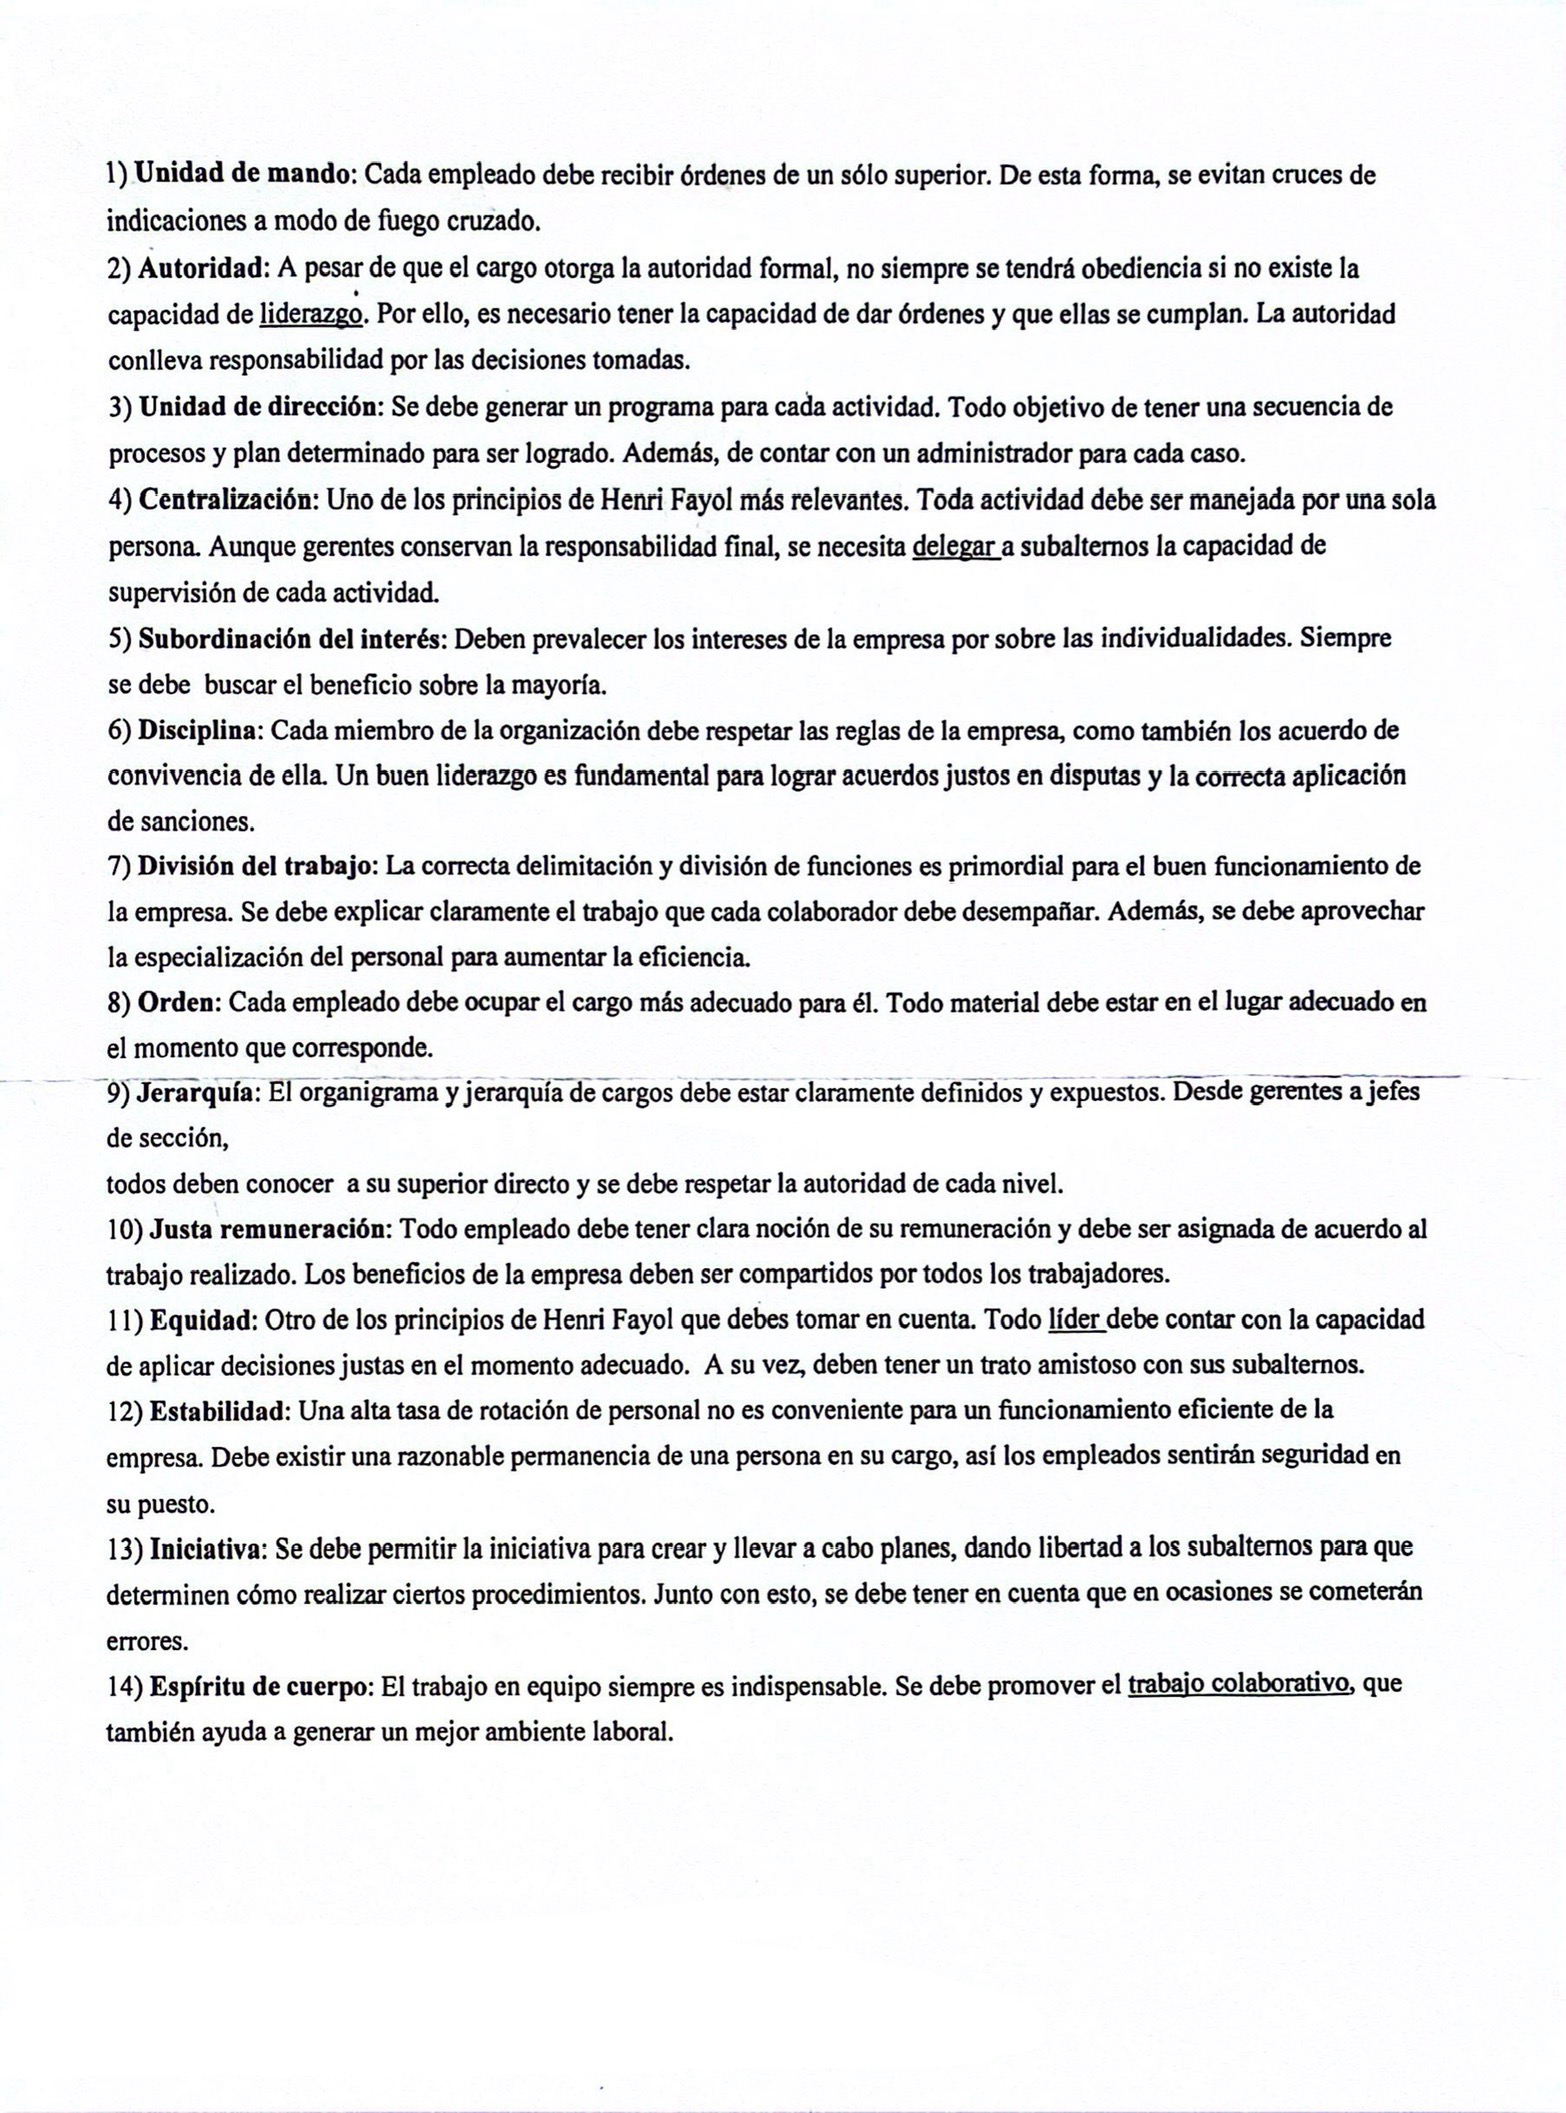 1) Unidad de mando: Cada empleado debe recibir órdenes de un sólo superior. De esta forma, se evitan cruces de
indicaciones a modo de fuego cruzado.
2) Autoridad: A pesar de que el cargo otorga la autoridad formal, no siempre se tendrá obediencia si no existe la
capacidad de liderazgo. Por ello, es necesario tener la capacidad de dar órdenes y que ellas se cumplan. La autoridad
conlleva responsabilidad por las decisiones tomadas.
3) Unidad de dirección: Se debe generar un programa para cada actividad. Todo objetivo de tener una secuencia de
procesos y plan determinado para ser logrado. Además, de contar con un administrador para cada caso.
4) Centralización: Uno de los principios de Henri Fayol más relevantes. Toda actividad debe ser manejada por una sola
persona. Aunque gerentes conservan la responsabilidad final, se necesita delegar a subalternos la capacidad de
supervisión de cada actividad.
5) Subordinación del interés: Deben prevalecer los intereses de la empresa por sobre las individualidades. Siempre
se debe  buscar el beneficio sobre la mayoría.
6) Disciplina: Cada miembro de la organización debe respetar las reglas de la empresa, como también los acuerdo de
convivencia de ella. Un buen liderazgo es fundamental para lograr acuerdos justos en disputas y la correcta aplicación
de sanciones.
7) División del trabajo: La correcta delimitación y división de funciones es primordial para el buen funcionamiento de
la empresa. Se debe explicar claramente el trabajo que cada colaborador debe desempañar. Además, se debe aprovechar
la especialización del personal para aumentar la eficiencia.
8) Orden: Cada empleado debe ocupar el cargo más adecuado para él. Todo material debe estar en el lugar adecuado en
el momento que corresponde.
9) Jerarquía: El organigrama y jerarquía de cargos debe estar claramente definidos y expuestos. Desde gerentes a jefes
de sección,
todos deben conocer  a su superior directo y se debe respetar la autoridad de cada nivel.
10) Justa remuneración: Todo empleado debe tener clara noción de su remuneración y debe ser asignada de acuerdo al
trabajo realizado. Los beneficios de la empresa deben ser compartidos por todos los trabajadores.
11) Equidad: Otro de los principios de Henri Fayol que debes tomar en cuenta. Todo líder debe contar con la capacidad
de aplicar decisiones justas en el momento adecuado.  A su vez, deben tener un trato amistoso con sus subalternos.
12) Estabilidad: Una alta tasa de rotación de personal no es conveniente para un funcionamiento eficiente de la
empresa. Debe existir una razonable permanencia de una persona en su cargo, así los empleados sentirán seguridad en
su puesto.
13) Iniciativa: Se debe permitir la iniciativa para crear y llevar a cabo planes, dando libertad a los subalternos para que
determinen cómo realizar ciertos procedimientos. Junto con esto, se debe tener en cuenta que en ocasiones se cometerán
errores.
14) Espíritu de cuerpo: El trabajo en equipo siempre es indispensable. Se debe promover el trabajo colaborativo, que
también ayuda a generar un mejor ambiente laboral.